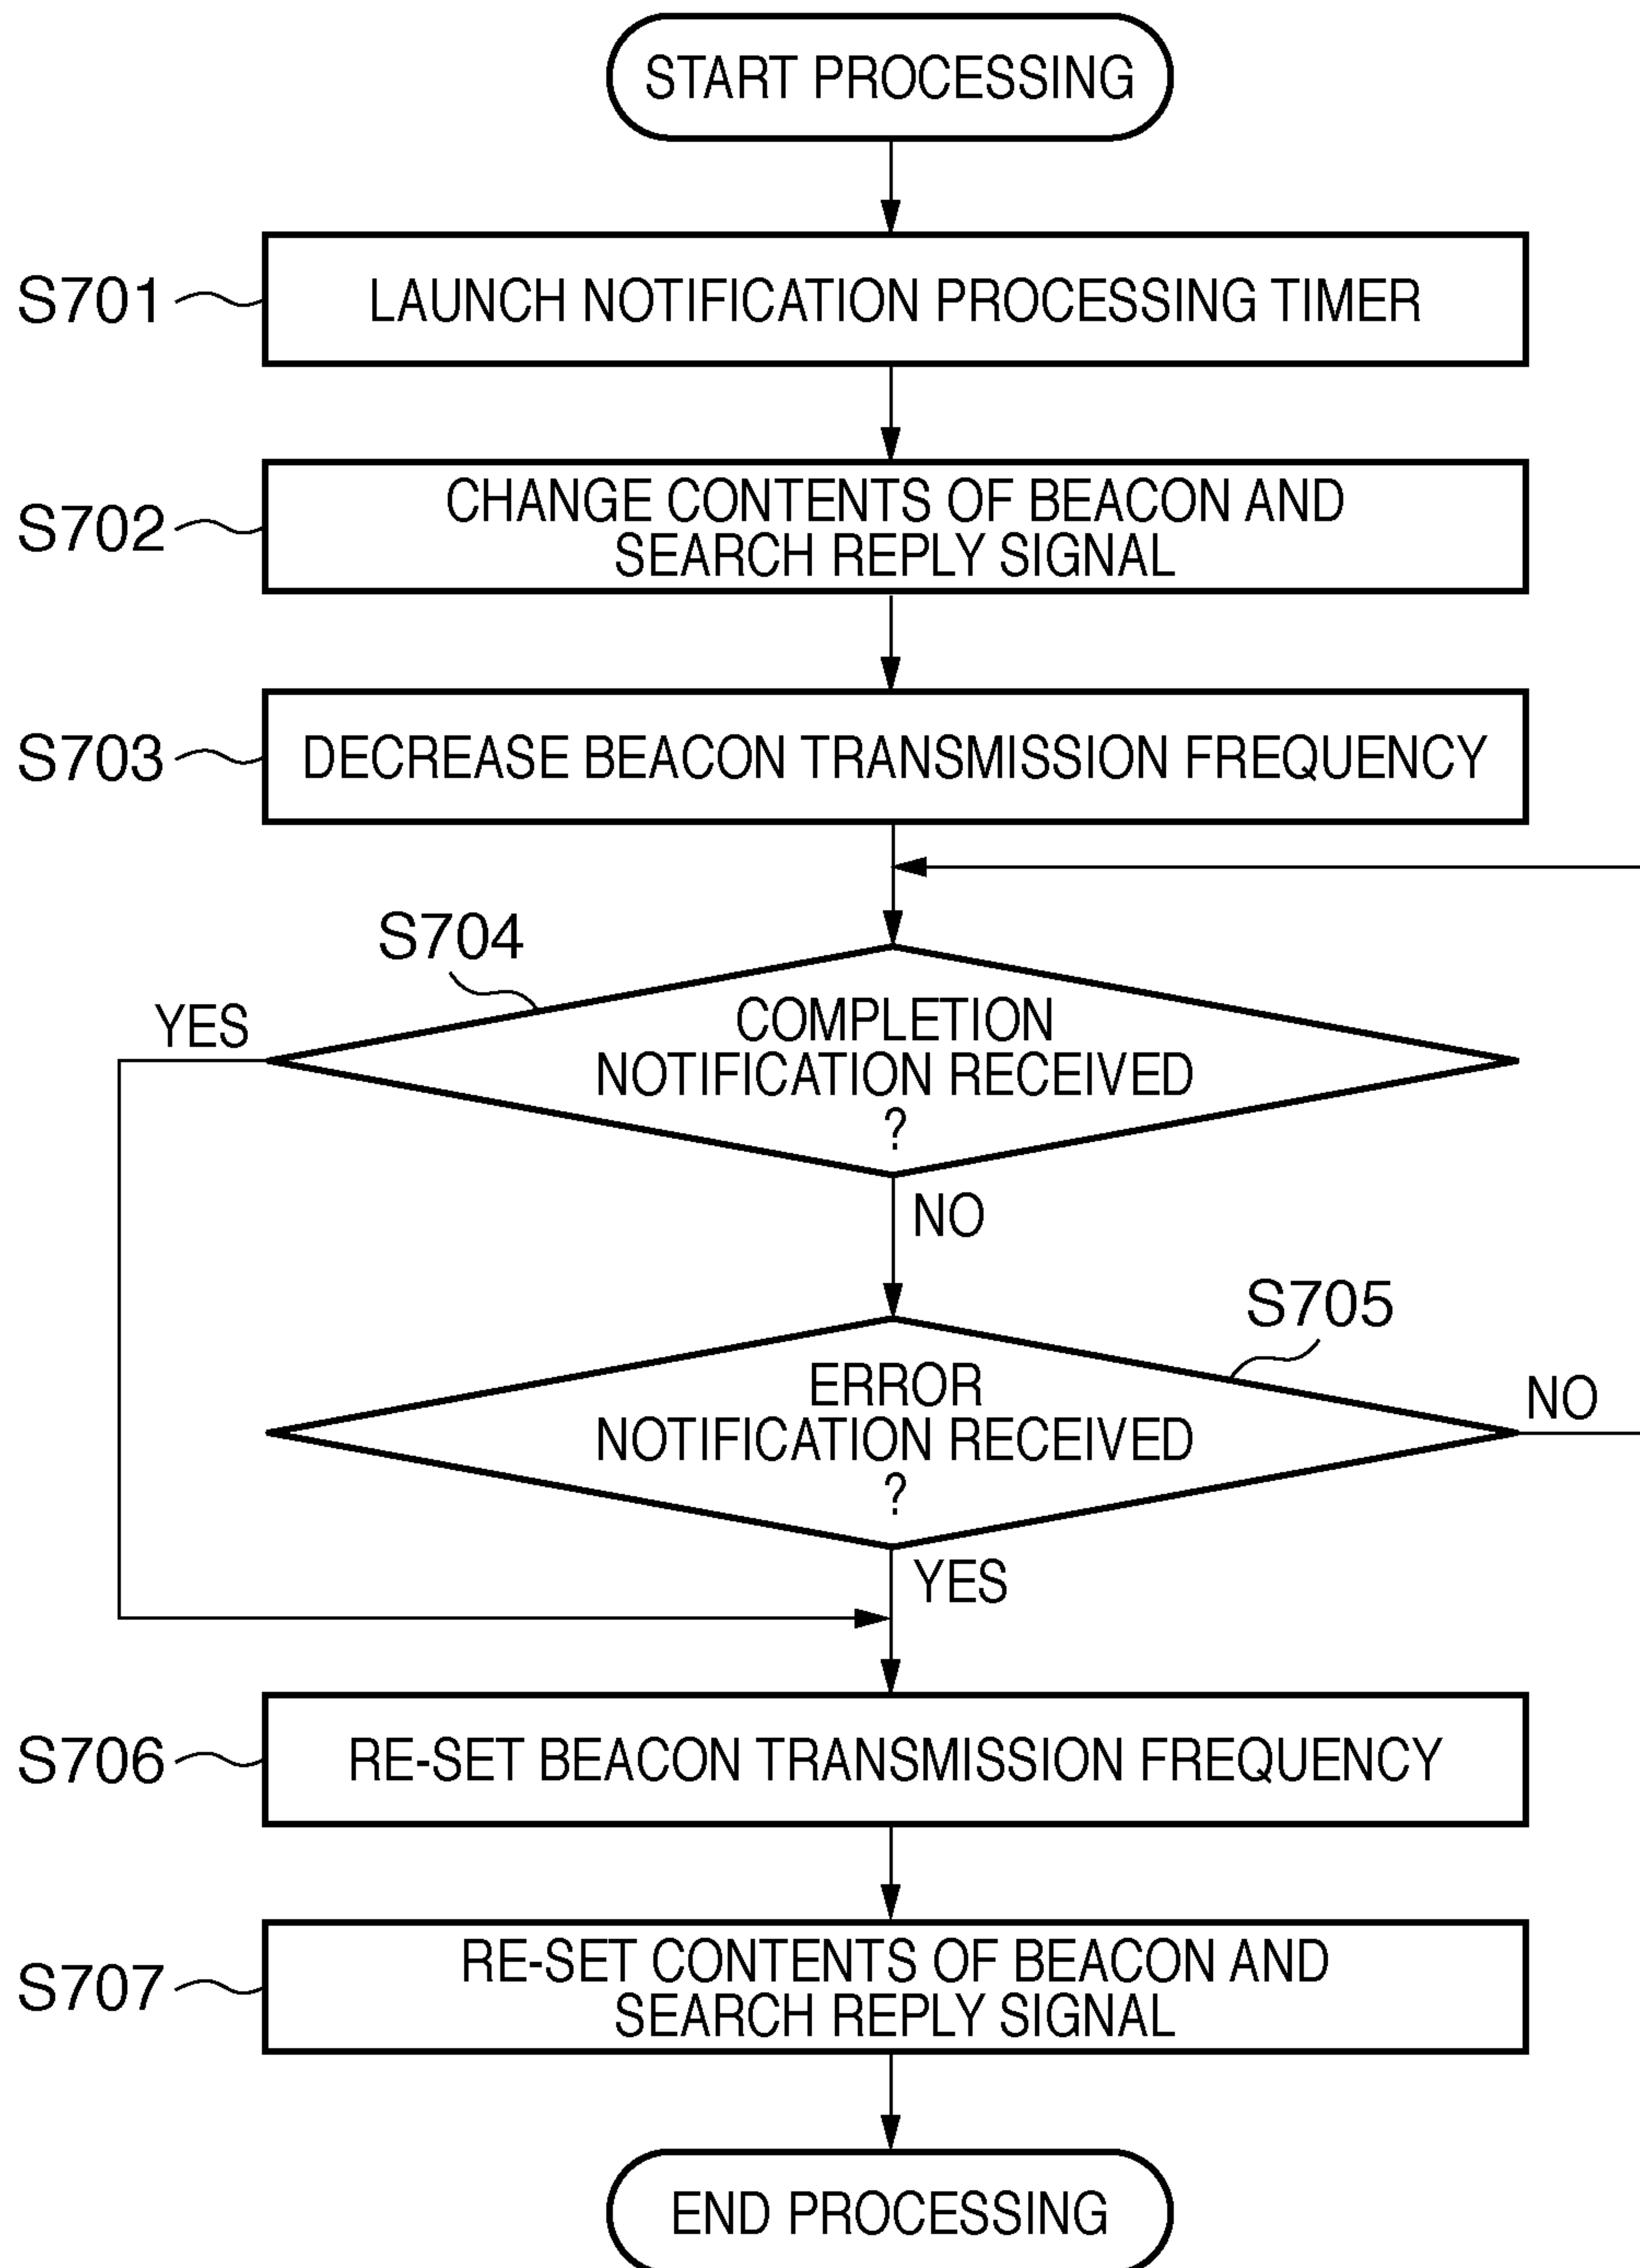 START PROCESSING
S701
LAUNCH NOTIFICATION PROCESSING TIMER
S702
CHANGE CONTENTS OF BEACON AND
SEARCH REPLY SIGNAL
S703
DECREASE BEACON TRANSMISSION FREQUENCY
S704
YES
COMPLETION
NOTIFICATION RECEIVED
?
NO
S705
ERROR
NOTIFICATION RECEIVED
?
NO
YES
S706
RE-SET BEACON TRANSMISSION FREQUENCY
S707
RE-SET CONTENTS OF BEACON AND
SEARCH REPLY SIGNAL
END PROCESSING